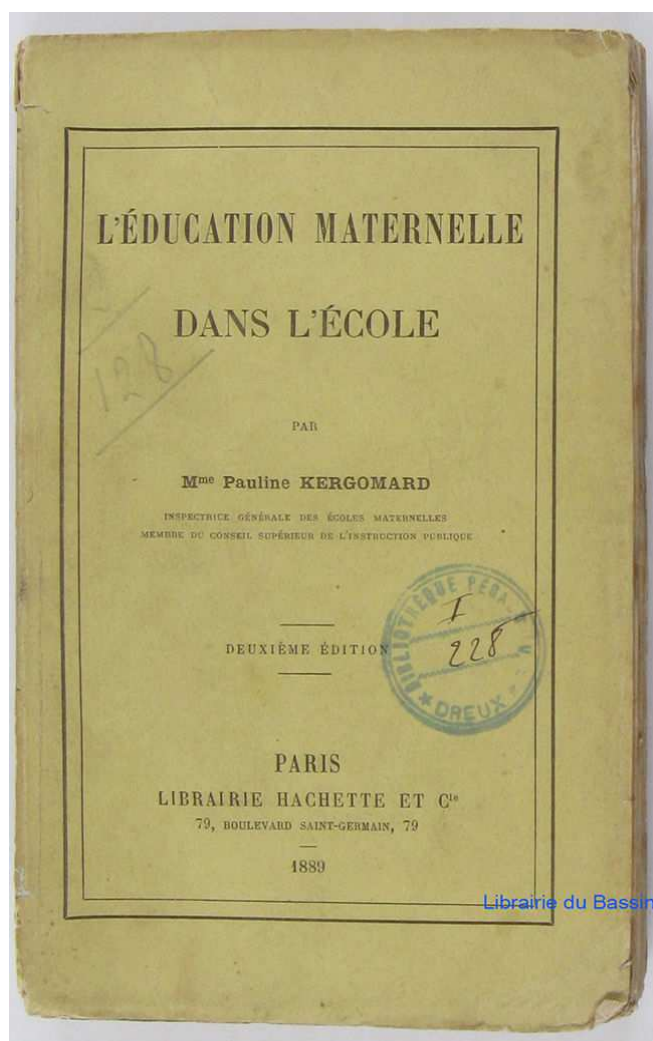 L'ÉDUCATION MATERNELLE
DANS L'ÉCOLE
128
PAR
Mme Pauline KERGOMARD
INSPECTRICE GÉNÉRALE DES ÉCOLES MATERNELLES
MEMBRE DU CONSEIL SUPÉRIEUR DE L'INSTRUCTION PUBLIQUE
DEUXIÈME ÉDITION
BIBLIOTHÈQUE
I
228
DREUX
PARIS
LIBRAIRIE HACHETTE ET Cie
79, BOULEVARD SAINT-GERMAIN, 79
1889
Librairie du Bassin